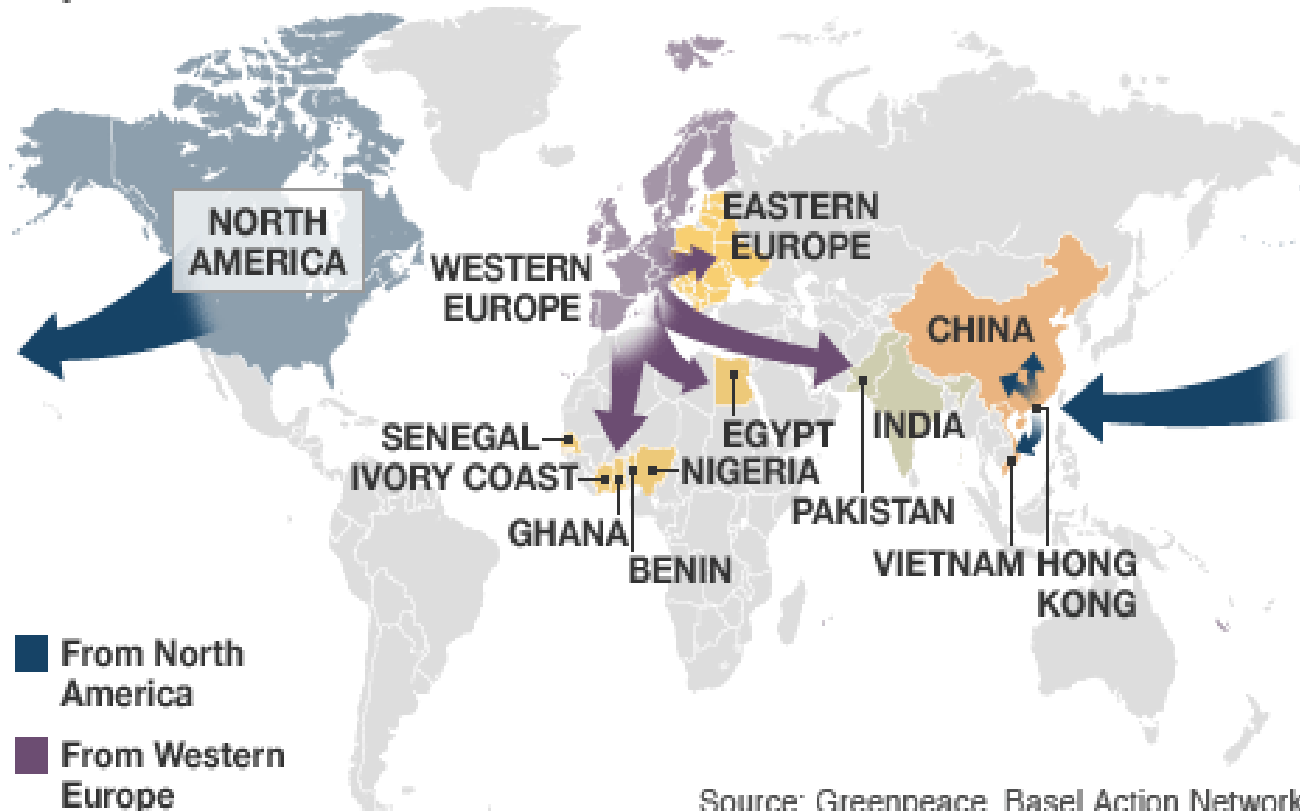 NORTH
AMERICA
WESTERN
EUROPE
EASTERN
EUROPE
CHINA
SENEGAL
IVORY COAST
GHANA
BENIN
NIGERIA
EGYPT
INDIA
PAKISTAN
VIETNAM
HONG
KONG
From North
America
From Western
Europe
Source: Greenpeace, Basel Action Network